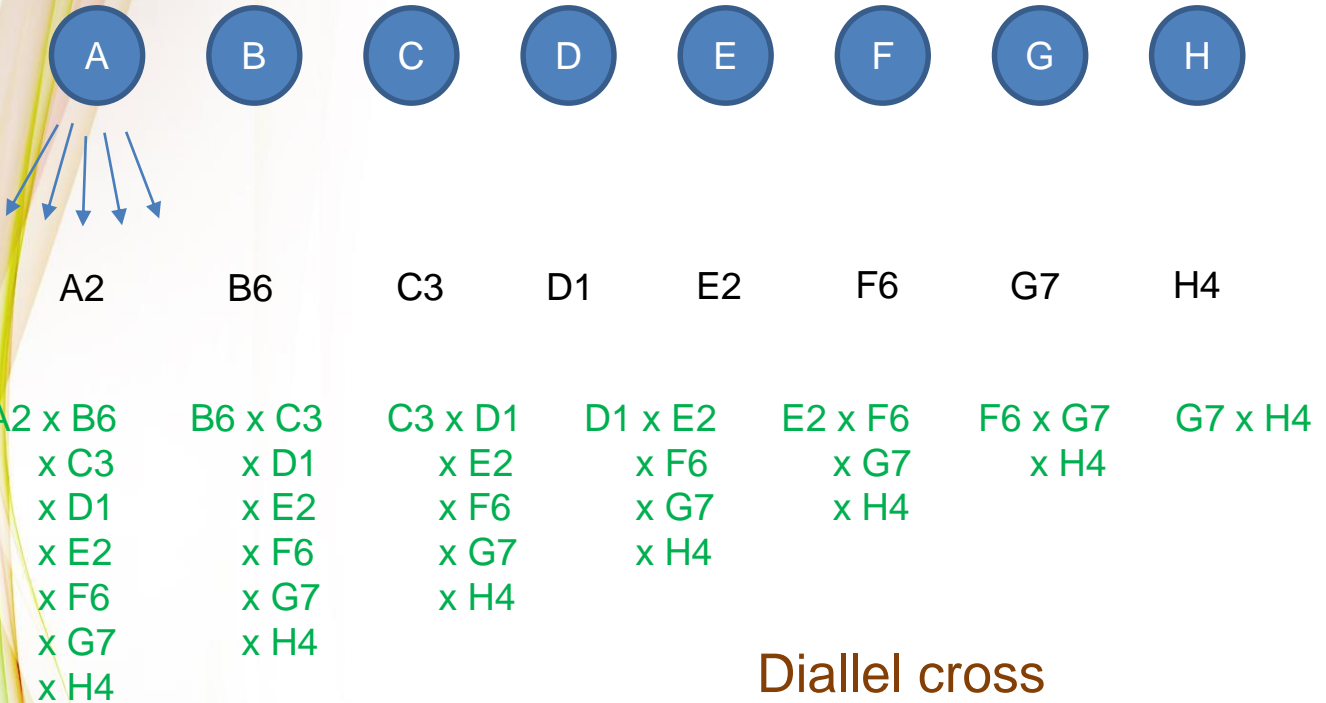 A B C D E F G H
A2 B6 C3 D1 E2 F6 G7 H4
A2 x B6 B6 x C3 C3 x D1 D1 x E2 E2 x F6 F6 x G7 G7 x H4
x C3 x D1 x E2 x F6 x G7 x H4
x D1 x E2 x F6 x G7 x H4
x E2 x F6 x G7 x H4
x F6 x G7 x H4
x G7 x H4
x H4
Diallel cross